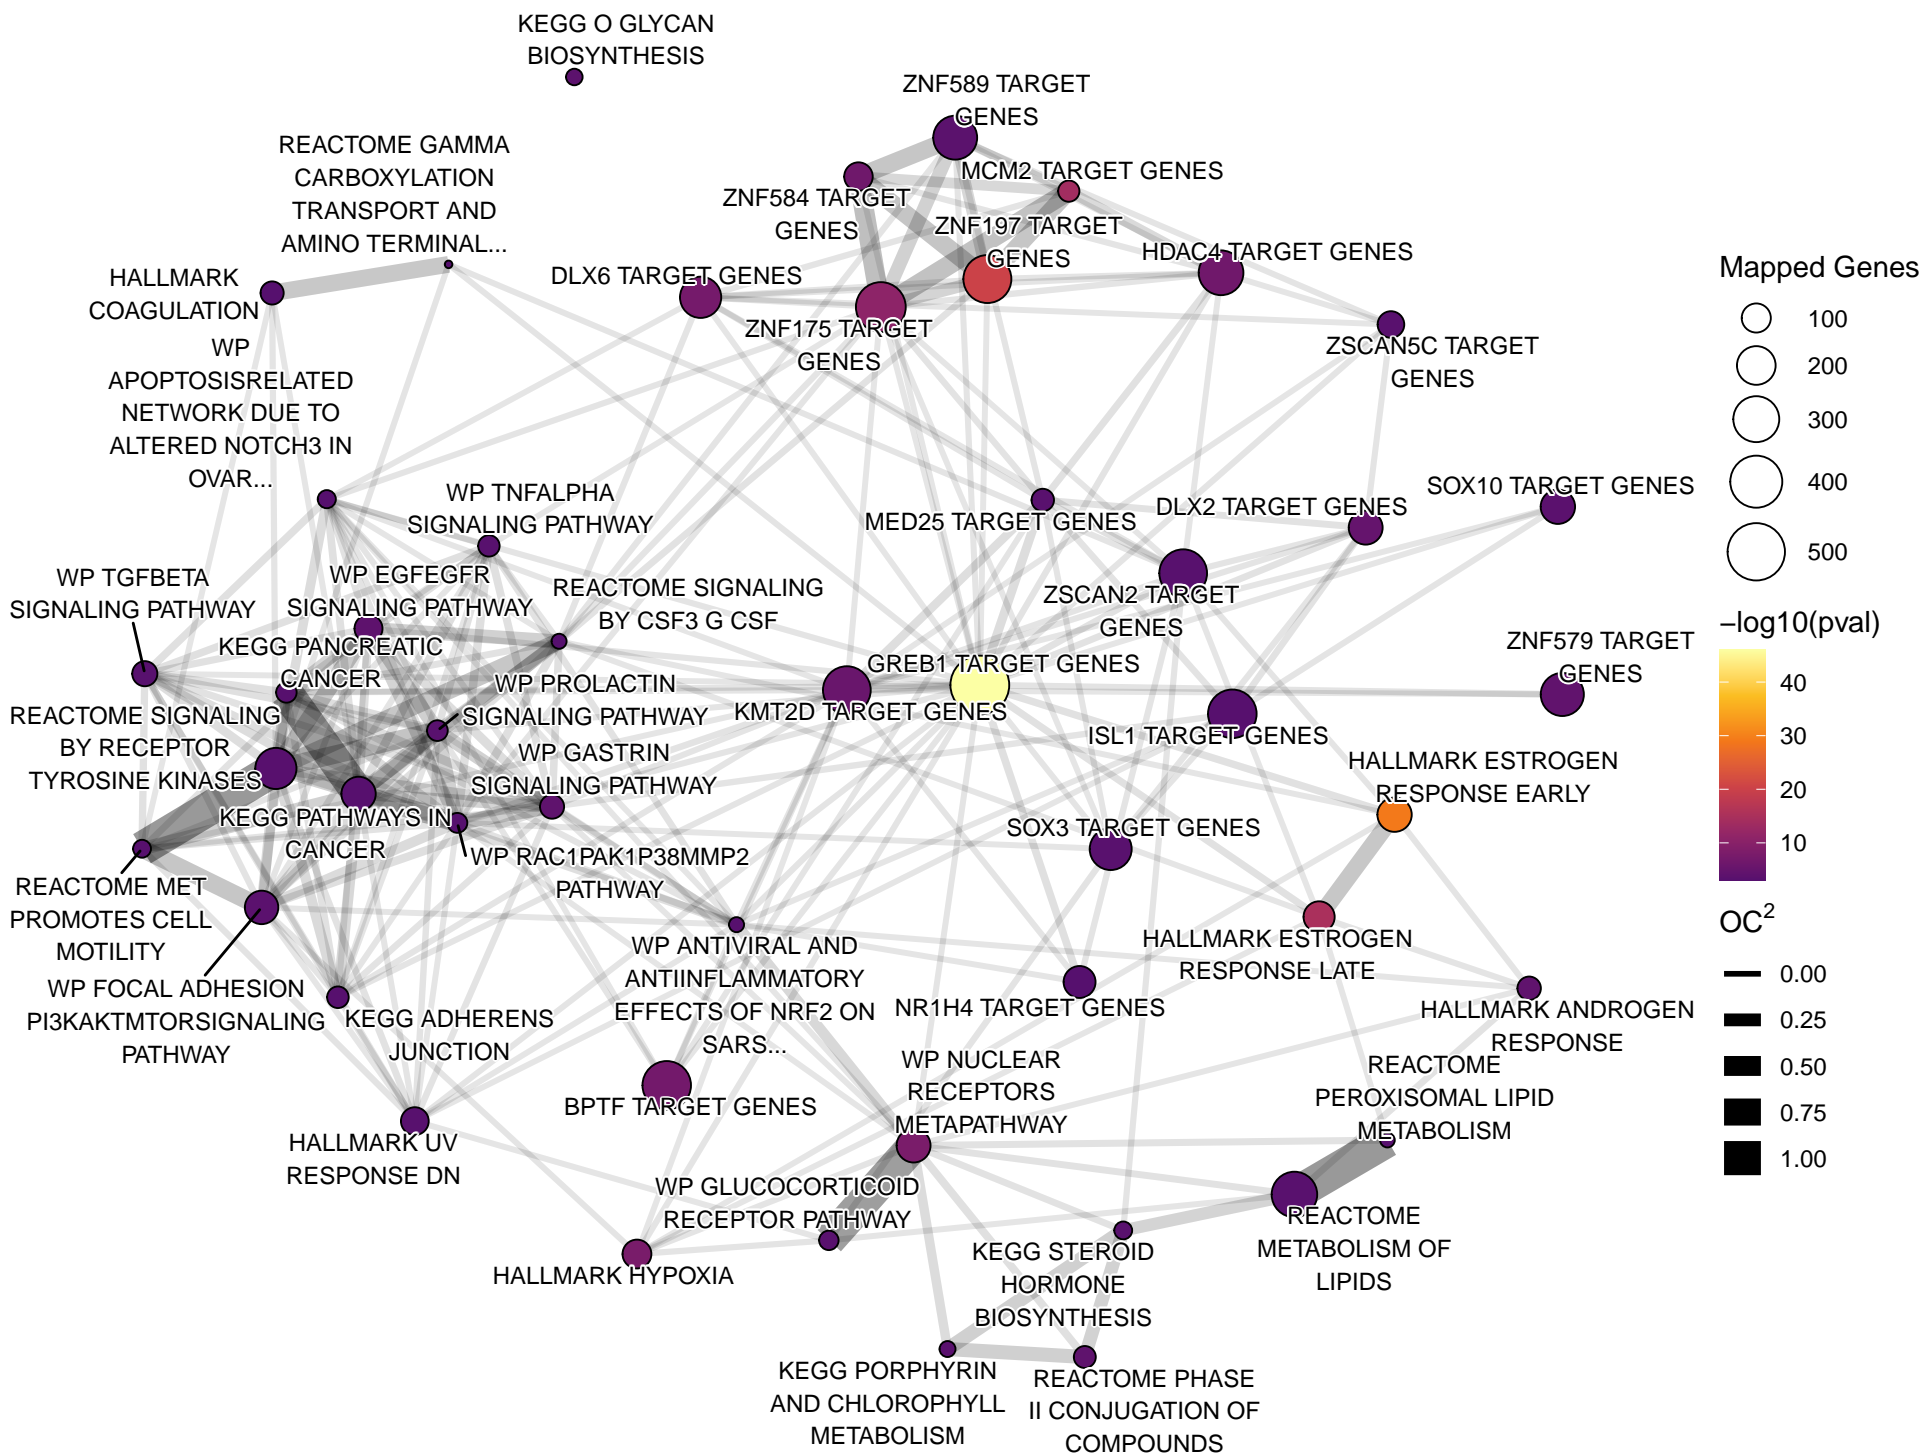 KEGG O GLYCAN
BIOSYNTHESIS
ZNF589 TARGET
GENES
REACTOME GAMMA
CARBOXYLATION
TRANSPORT AND
AMINO TERMINAL...
MCM2 TARGET GENES
ZNF584 TARGET
GENES
ZNF197 TARGET
GENES
HDAC4 TARGET GENES
HALLMARK
COAGULATION
DLX6 TARGET GENES
ZNF175 TARGET
GENES
ZSCAN5C TARGET
GENES
WP
APOPTOSISRELATED
NETWORK DUE TO
ALTERED NOTCH3 IN
OVAR...
WP TNFALPHA
SIGNALING PATHWAY
MED25 TARGET GENES
DLX2 TARGET GENES
SOX10 TARGET GENES
WP TGFBETA
SIGNALING PATHWAY
WP EGFEGFR
SIGNALING PATHWAY
REACTOME SIGNALING
BY CSF3 G CSF
ZSCAN2 TARGET
GENES
KEGG PANCREATIC
CANCER
GREB1 TARGET GENES
ZNF579 TARGET
GENES
WP PROLACTIN
SIGNALING PATHWAY
KMT2D TARGET GENES
ISL1 TARGET GENES
REACTOME SIGNALING
BY RECEPTOR
TYROSINE KINASES
WP GASTRIN
SIGNALING PATHWAY
HALLMARK ESTROGEN
RESPONSE EARLY
KEGG PATHWAYS IN
CANCER
SOX3 TARGET GENES
WP RAC1PAK1P38MMP2
PATHWAY
REACTOME MET
PROMOTES CELL
MOTILITY
HALLMARK ESTROGEN
RESPONSE LATE
WP ANTIVIRAL AND
ANTIINFLAMMATORY
EFFECTS OF NRF2 ON
SARS...
WP FOCAL ADHESION
PI3KAKTMTORSIGNALING
PATHWAY
KEGG ADHERENS
JUNCTION
NR1H4 TARGET GENES
HALLMARK ANDROGEN
RESPONSE
WP NUCLEAR
RECEPTORS
METAPATHWAY
REACTOME
PEROXISOMAL LIPID
METABOLISM
BPTF TARGET GENES
HALLMARK UV
RESPONSE DN
WP GLUCOCORTICOID
RECEPTOR PATHWAY
REACTOME
METABOLISM OF
LIPIDS
HALLMARK HYPOXIA
KEGG STEROID
HORMONE
BIOSYNTHESIS
KEGG PORPHYRIN
AND CHLOROPHYLL
METABOLISM
REACTOME PHASE
II CONJUGATION OF
COMPOUNDS
Mapped Genes
100
200
300
400
500
−log10(pval)
40
30
20
10
OC²
0.00
0.25
0.50
0.75
1.00